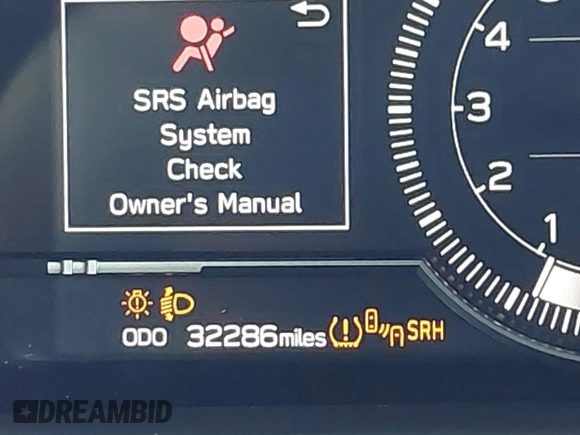 SRS Airbag
System
Check
Owner's Manual
4
3
2
1
ODO 32286miles SRH
DREAMBID